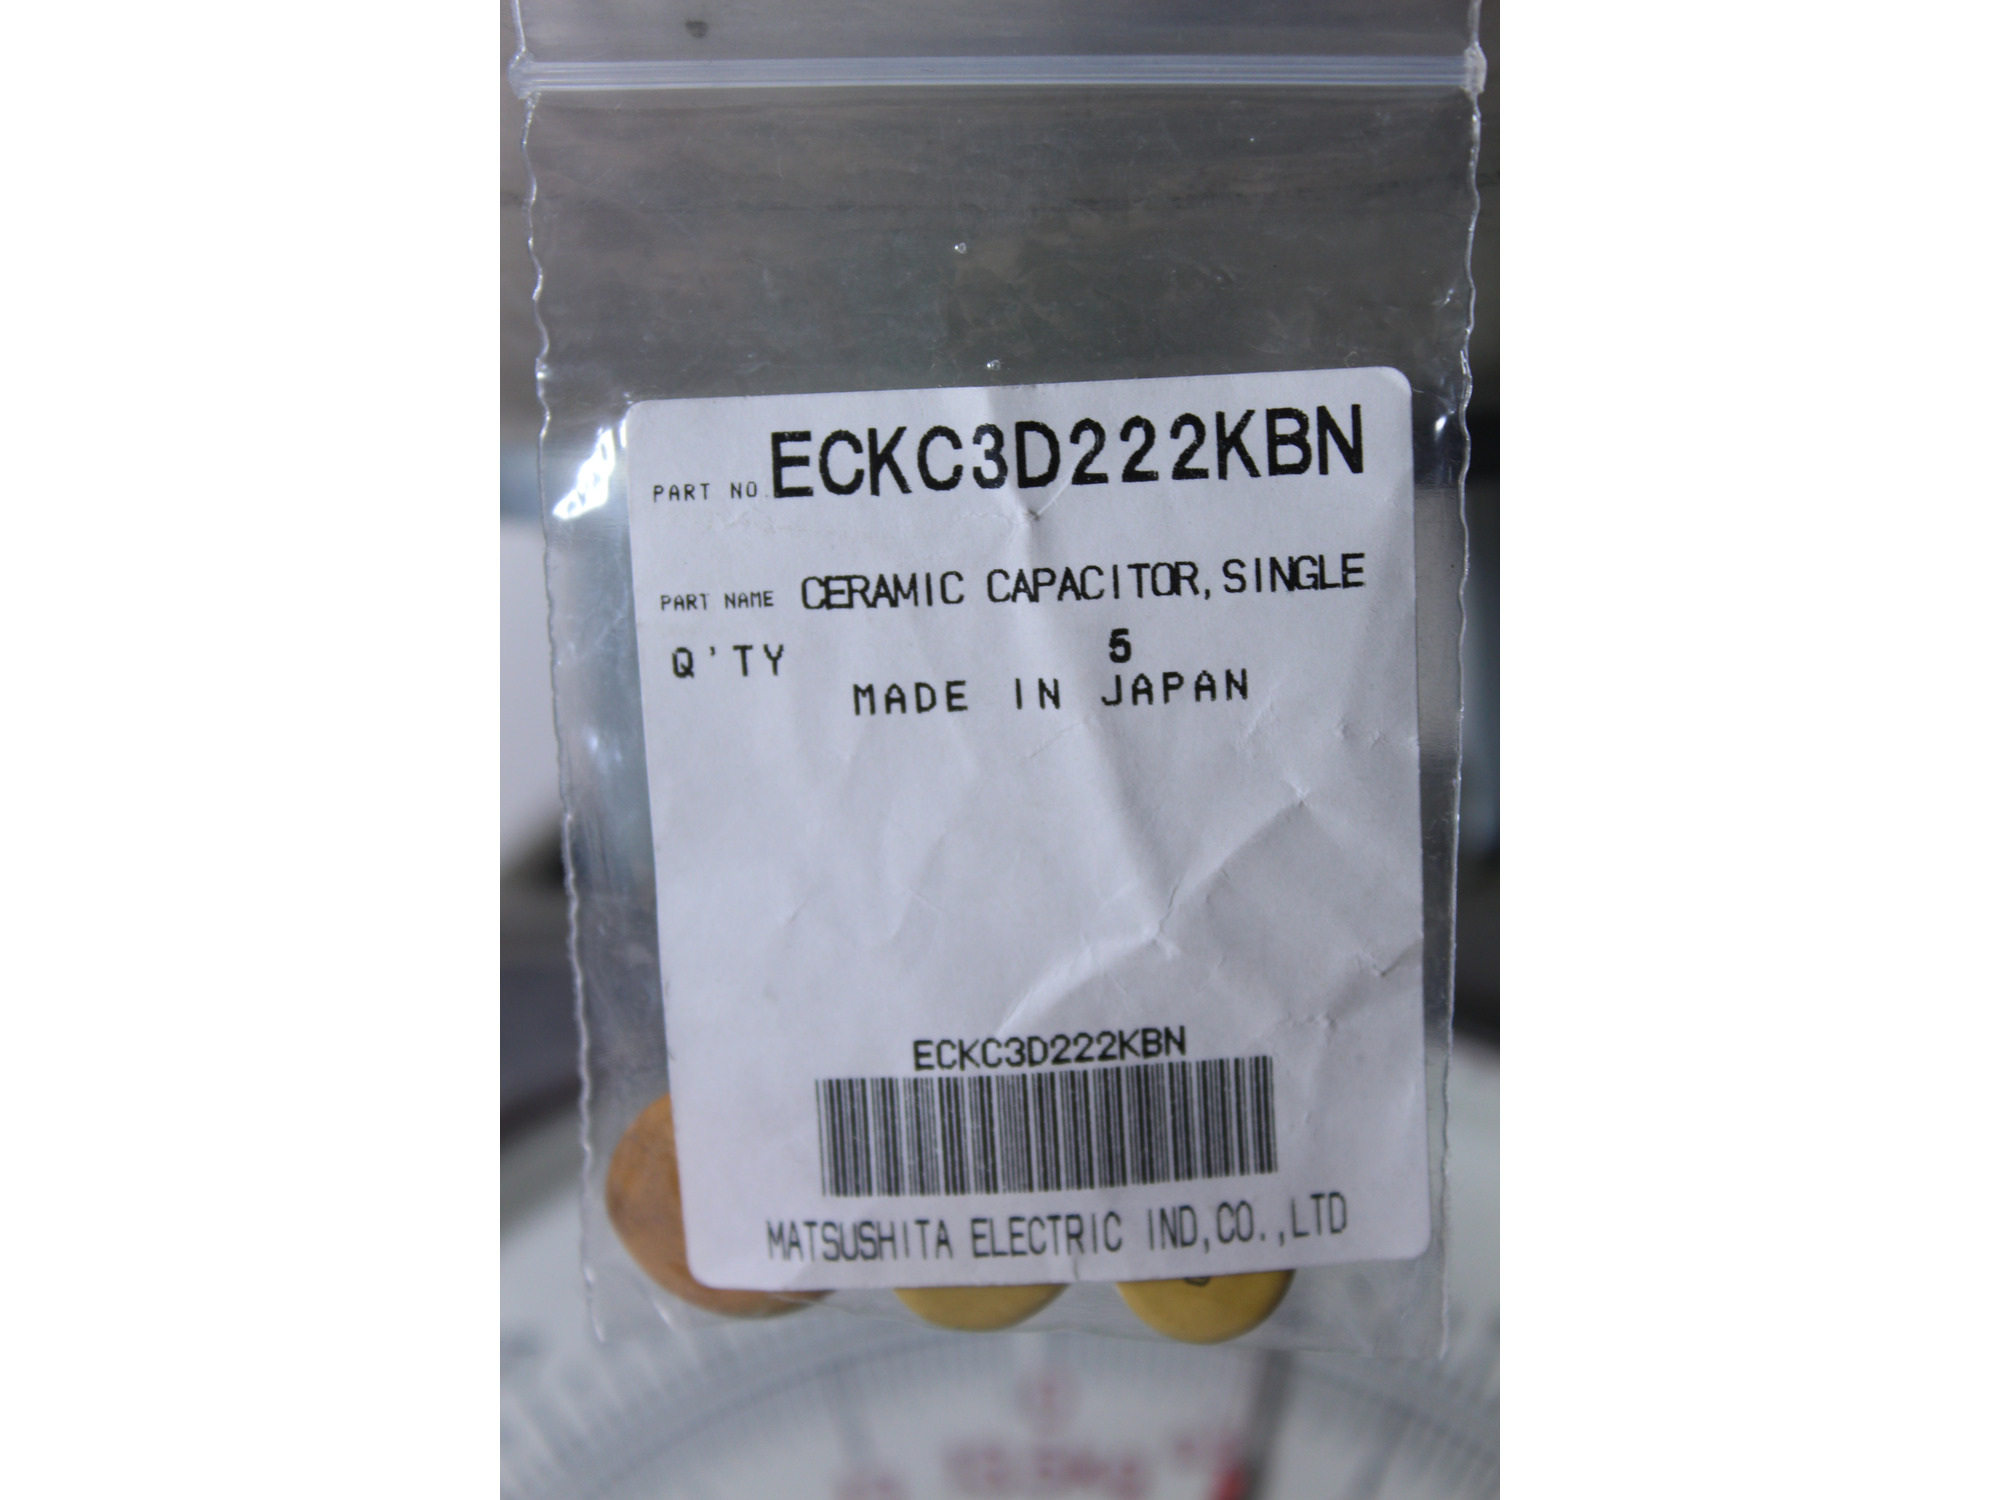 PART NO. ECKC3D222KBN
PART NAME CERAMIC CAPACITOR, SINGLE
Q'TY 5
MADE IN JAPAN
ECKC3D222KBN
MATSUSHITA ELECTRIC IND,CO.,LTD